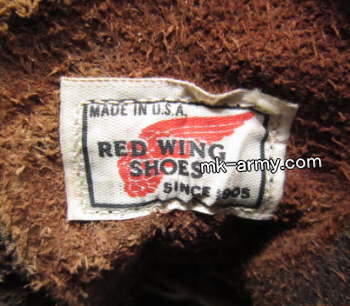 MADE IN U.S.A.
RED WING
SHOES
mk-army.com
SINCE 1905